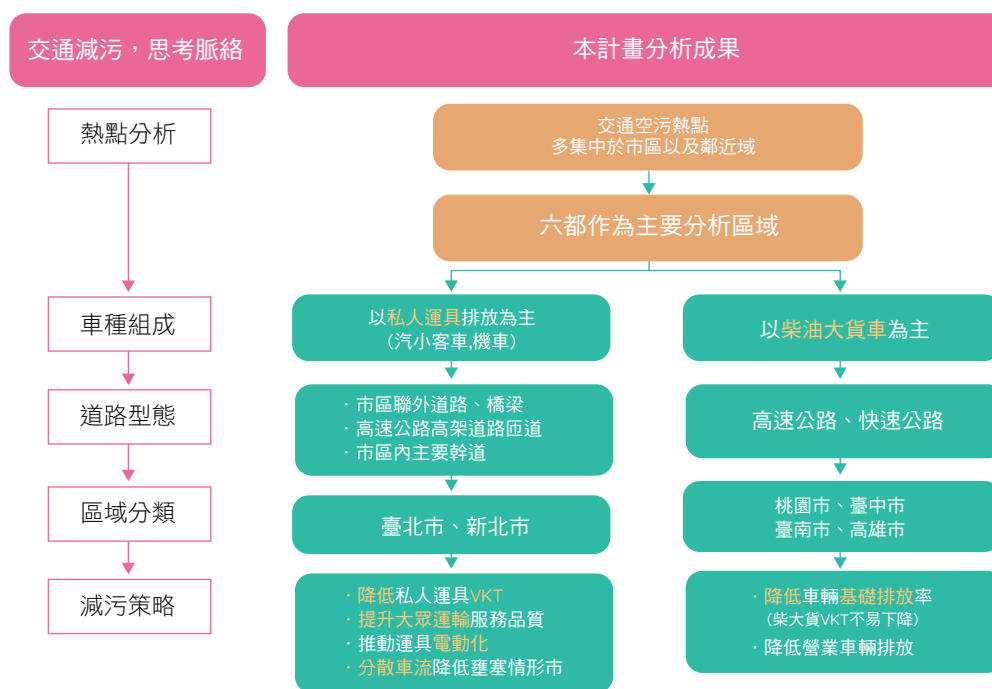 交通減污，思考脈絡
本計畫分析成果
熱點分析
交通空污熱點
多集中於市區以及鄰近域
六都作為主要分析區域
車種組成
以私人運具排放為主
（汽小客車,機車）
以柴油大貨車為主
道路型態
· 市區聯外道路、橋梁
· 高速公路高架道路匝道
· 市區內主要幹道
高速公路、快速公路
區域分類
臺北市、新北市
桃園市、臺中市
臺南市、高雄市
減污策略
· 降低私人運具VKT
· 提升大眾運輸服務品質
· 推動運具電動化
· 分散車流降低壅塞情形市
· 降低車輛基礎排放率
（柴大貨VKT不易下降）
· 降低營業車輛排放